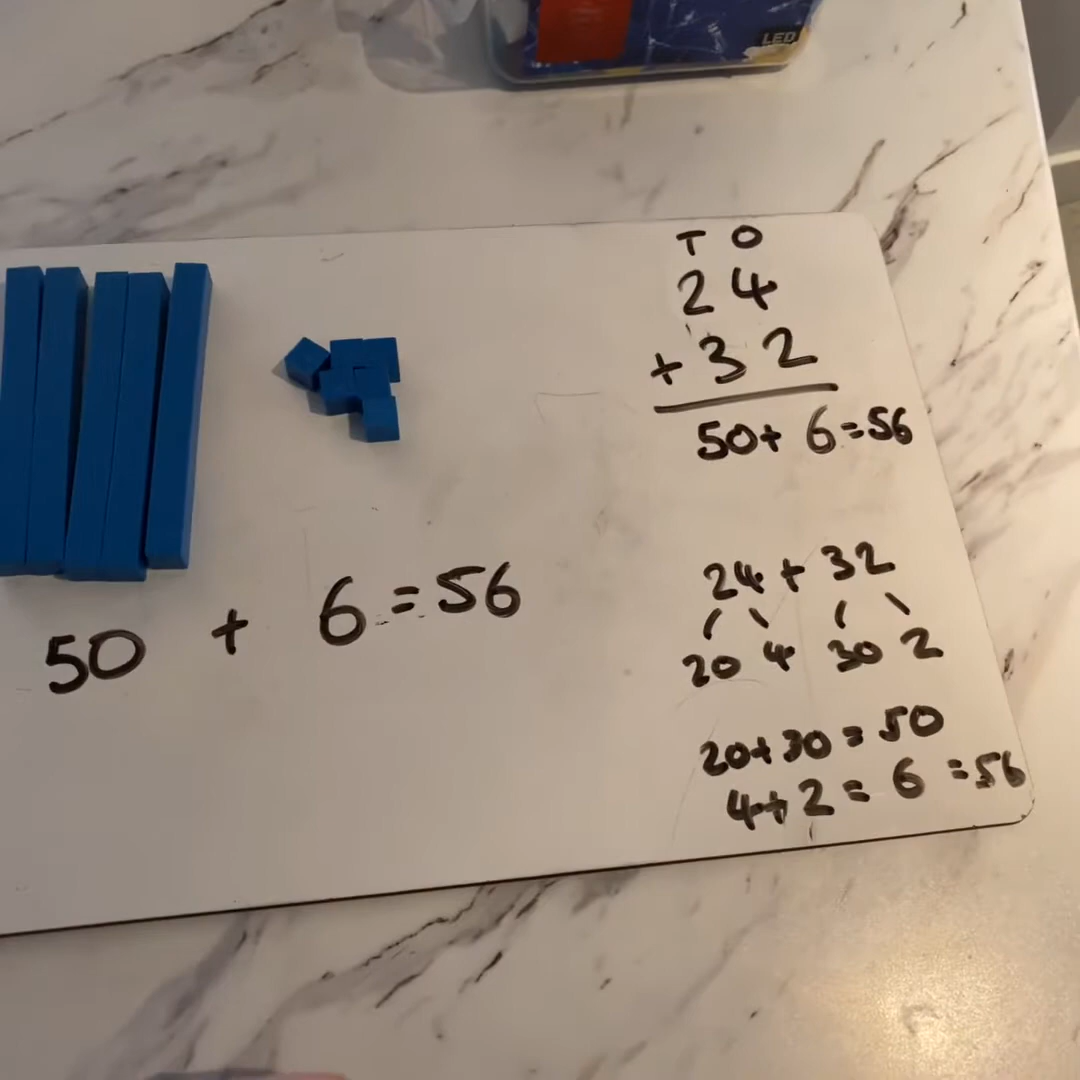 LED
T O
24
+ 32
50+ 6=56
50 + 6=56
24 + 32
20 4 30 2
20+30=50
4+2= 6 =56